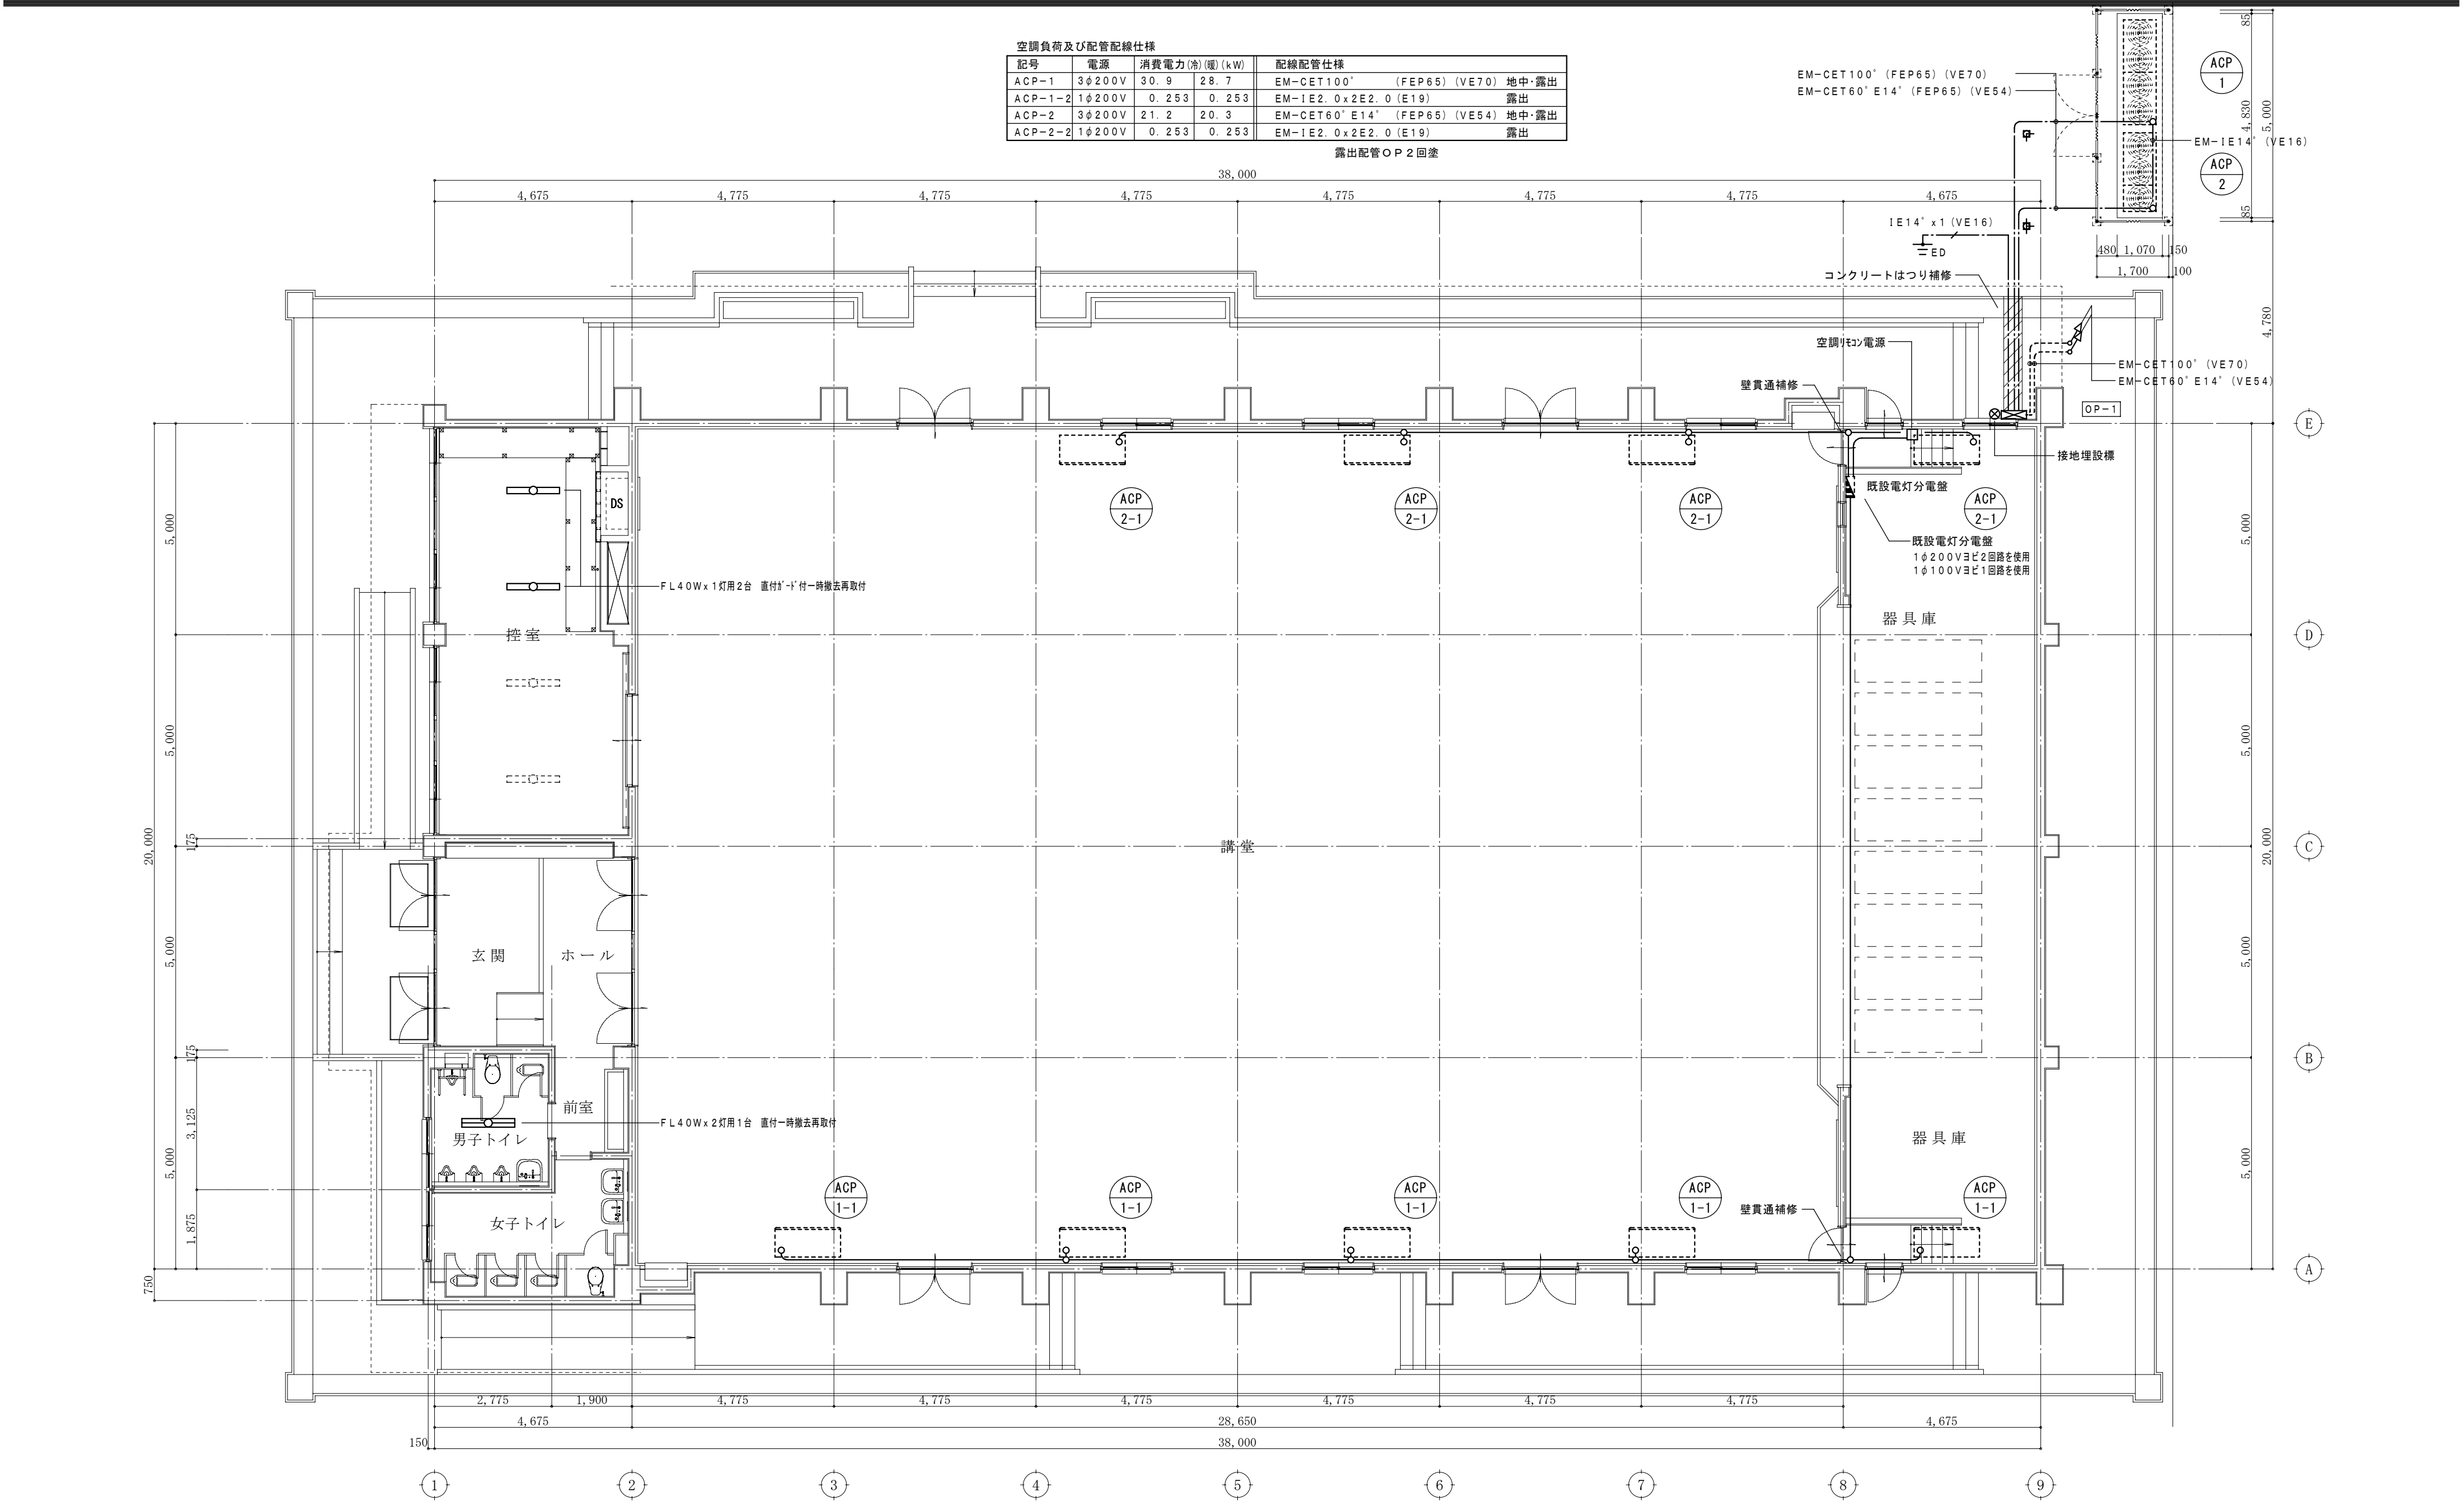 空調負荷及び配管配線仕様
記号 電源 消費電力(冷)(暖)(kW) 配線配管仕様
ACP-1 3φ200V 30.9 28.7 EM-CET100° (FEP65)(VE70) 地中・露出
ACP-1-2 1φ200V 0.253 0.253 EM-IE2.0x2E2.0(E19) 露出
ACP-2 3φ200V 21.2 20.3 EM-CET60°E14° (FEP65)(VE54) 地中・露出
ACP-2-2 1φ200V 0.253 0.253 EM-IE2.0x2E2.0(E19) 露出
露出配管OP2回塗
EM-CET100°(FEP65)(VE70)
EM-CET60°E14°(FEP65)(VE54)
ACP
1
EM-IE14°(VE16)
ACP
2
85
4,830
5,000
85
480 1,070 150
1,700 100
4,780
38,000
4,675 4,775 4,775 4,775 4,775 4,775 4,775 4,675
IE14°x1(VE16)
ED
コンクリートはつり補修
空調リモコン電源
壁貫通補修
EM-CET100°(VE70)
EM-CET60°E14°(VE54)
OP-1
接地埋設標
E
DS
ACP
2-1
ACP
2-1
ACP
2-1
ACP
2-1
既設電灯分電盤
既設電灯分電盤
1φ200Vヨビ2回路を使用
1φ100Vヨビ1回路を使用
FL40Wx1灯用2台 直付ガード付一時撤去再取付
控室
器具庫
D
講堂
C
玄関
ホール
B
前室
FL40Wx2灯用1台 直付一時撤去再取付
男子トイレ
器具庫
女子トイレ
ACP
1-1
ACP
1-1
ACP
1-1
ACP
1-1
ACP
1-1
壁貫通補修
A
5,000
5,000
20,000
175
5,000
175
3,125
5,000
1,875
750
5,000
5,000
20,000
5,000
5,000
2,775 1,900 4,775 4,775 4,775 4,775 4,775 4,775
4,675 28,650 4,675
150 38,000
1 2 3 4 5 6 7 8 9